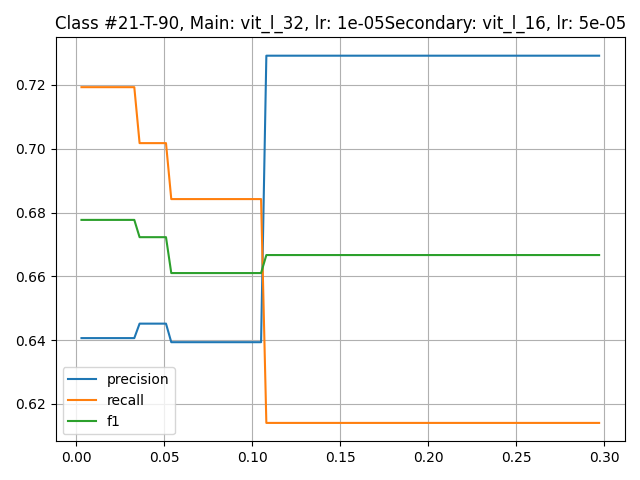 Class #21-T-90, Main: vit_l_32, lr: 1e-05Secondary: vit_l_16, lr: 5e-05
0.72
0.70
0.68
0.66
0.64
0.62
precision
recall
f1
0.00 0.05 0.10 0.15 0.20 0.25 0.30